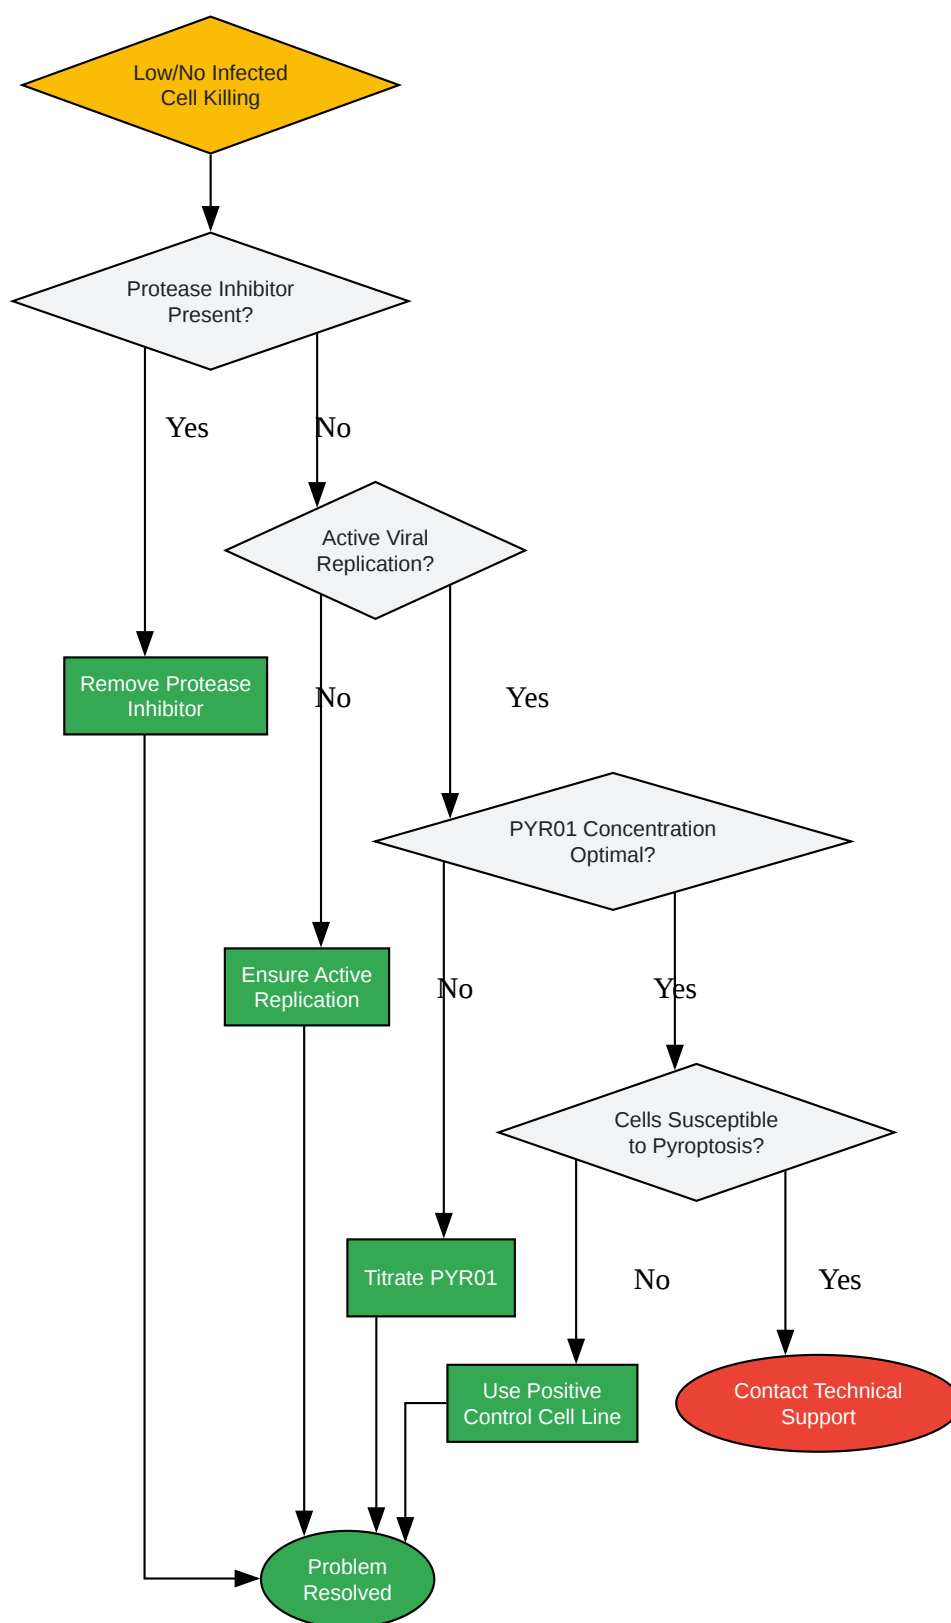 Low/No Infected
Cell Killing
Protease Inhibitor
Present?
Yes
No
Active Viral
Replication?
Remove Protease
Inhibitor
No
Yes
PYR01 Concentration
Optimal?
Ensure Active
Replication
No
Yes
Cells Susceptible
to Pyroptosis?
Titrate PYR01
No
Yes
Use Positive
Control Cell Line
Contact Technical
Support
Problem
Resolved